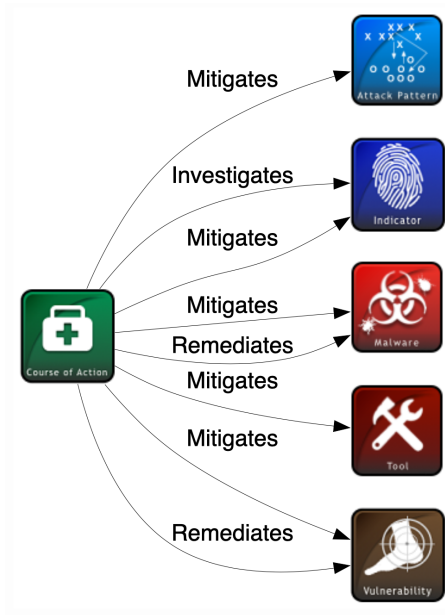 Mitigates
Attack Pattern
Investigates
Indicator
Mitigates
Mitigates
Malware
Remediates
Course of Action
Mitigates
Tool
Mitigates
Remediates
Vulnerability